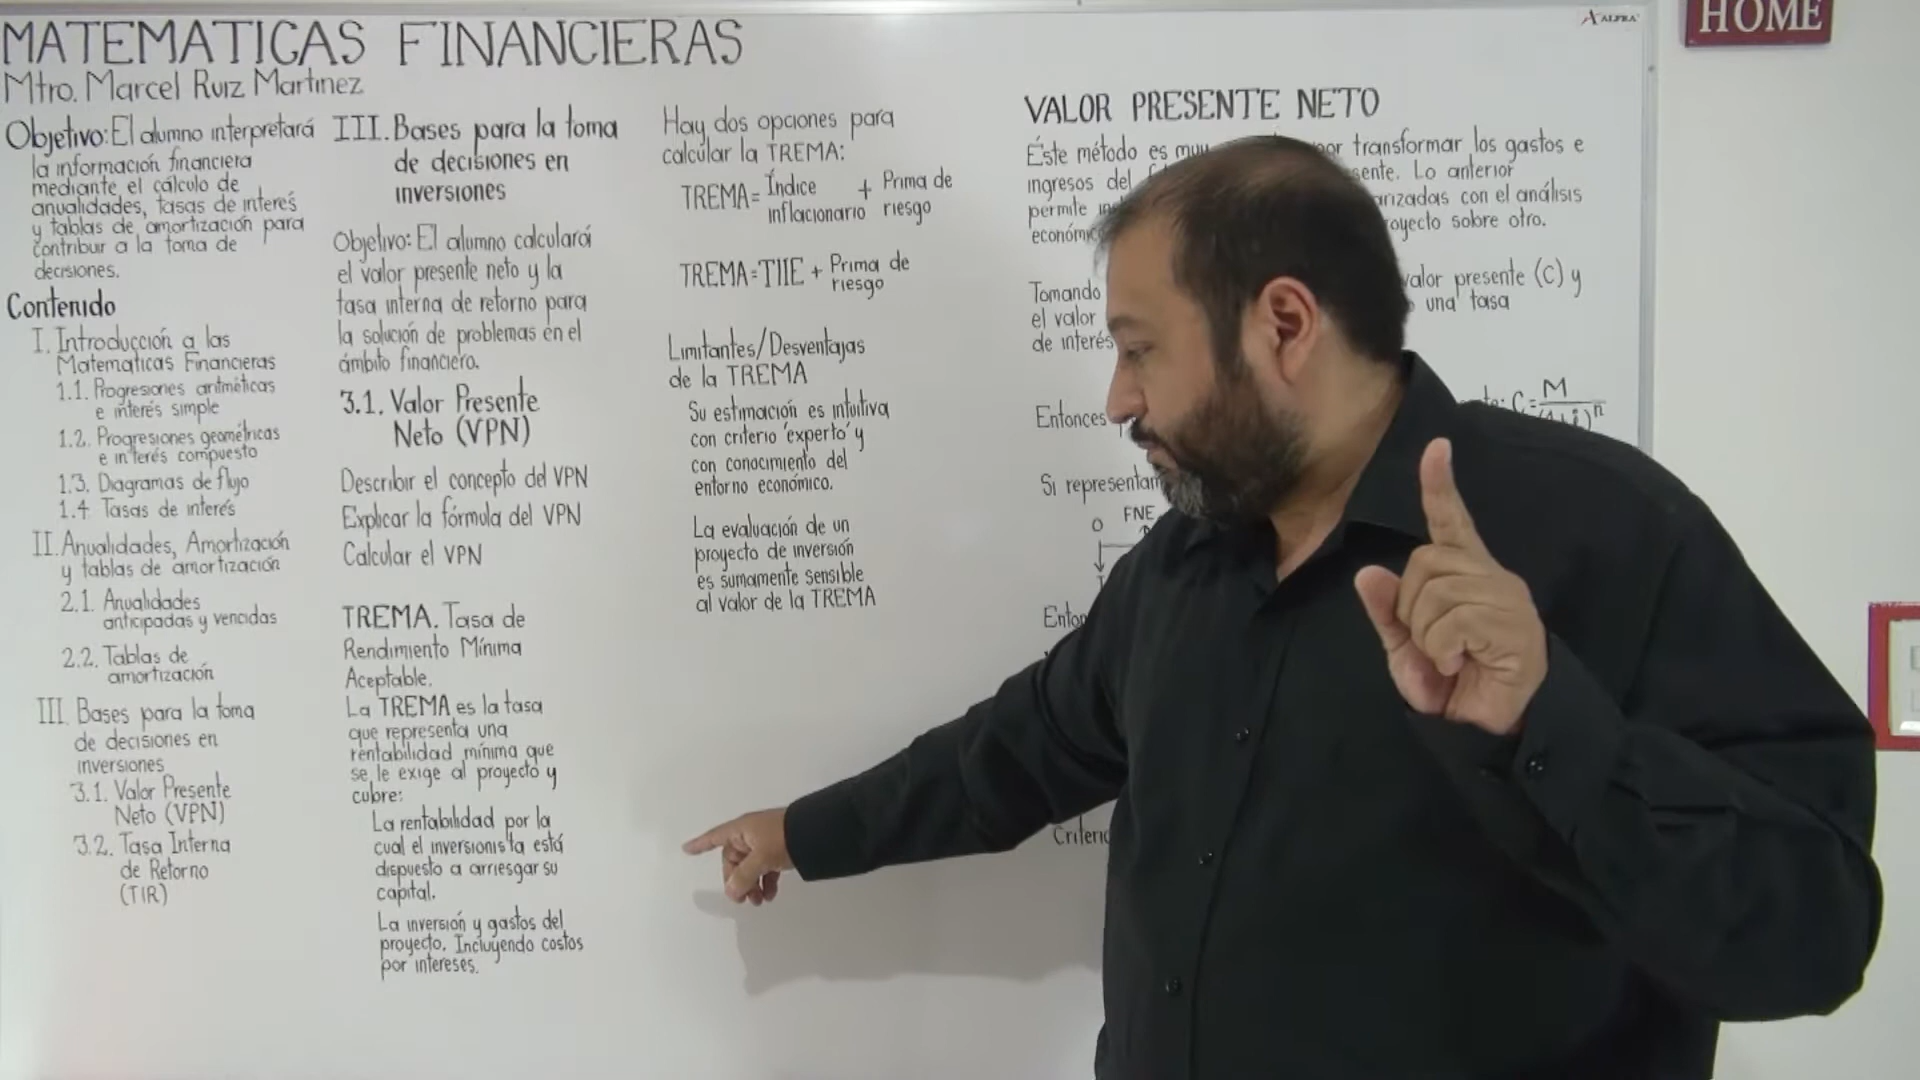 MATEMATICAS FINANCIERAS
Mtro. Marcel Ruiz Martinez
Objetivo: El alumno interpretará
la información financiera
mediante el cálculo de
anualidades, tasas de interés
y tablas de amortización para
contribuir a la toma de
decisiones.
Contenido
I. Introducción a las
Matematicas Financieras
1.1. Progresiones aritméticas
e interés simple
1.2. Progresiones geométricas
e interés compuesto
1.3. Diagramas de flujo
1.4 Tasas de interés
II. Anualidades, Amortización
y tablas de amortización
2.1. Anualidades
anticipadas y vencidas
2.2. Tablas de
amortización
III. Bases para la toma
de decisiones en
inversiones
3.1. Valor Presente
Neto (VPN)
3.2. Tasa Interna
de Retorno
(TIR)
III. Bases para la toma
de decisiones en
inversiones
Objetivo: El alumno calculará
el valor presente neto y la
tasa interna de retorno para
la solución de problemas en el
ámbito financiero.
3.1. Valor Presente
Neto (VPN)
Describir el concepto del VPN
Explicar la fórmula del VPN
Calcular el VPN
TREMA. Tasa de
Rendimiento Mínima
Aceptable.
La TREMA es la tasa
que representa una
rentabilidad mínima que
se le exige al proyecto y
cubre:
La rentabilidad por la
cual el inversionista está
dispuesto a arriesgar su
capital.
La inversión y gastos del
proyecto. Incluyendo costos
por intereses.
Hay dos opciones para
calcular la TREMA:
TREMA= Índice inflacionario + Prima de riesgo
TREMA=TIIE + Prima de riesgo
Limitantes/Desventajas
de la TREMA
Su estimación es intuitiva
con criterio 'experto' y
con conocimiento del
entorno económico.
La evaluación de un
proyecto de inversión
es sumamente sensible
al valor de la TREMA
VALOR PRESENTE NETO
Éste método es transformar los gastos e
ingresos del Lo anterior
permite con el análisis
sobre otro.
Tomando valor presente (C) y
el valor una tasa
de interés
Entonces C=M
Si representam
0 FNE
Criterio
ALFRA
HOME